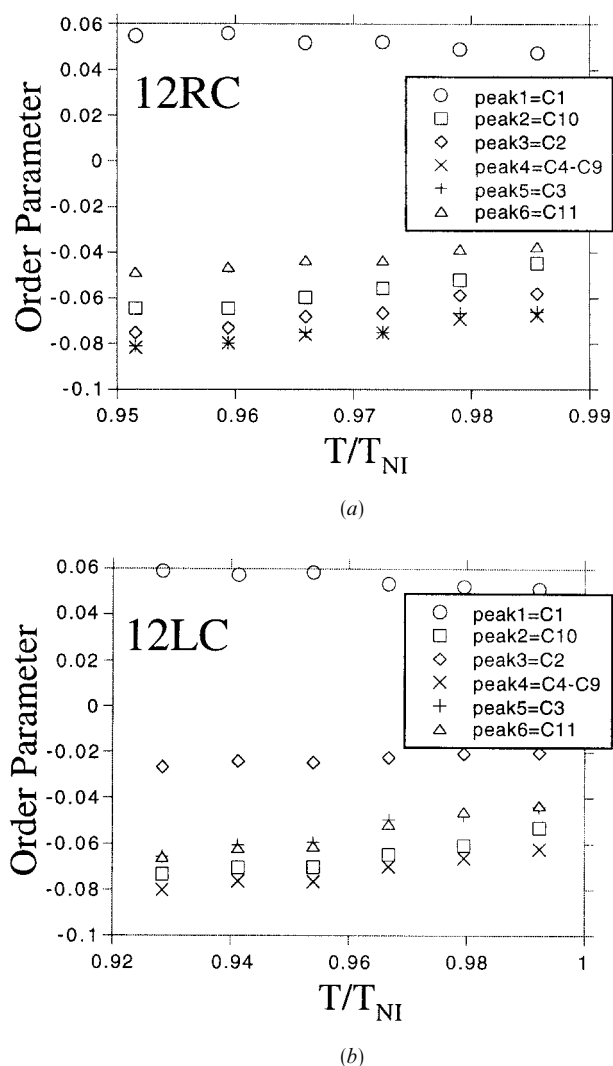 0.06
0.04
0.02
0
-0.02
-0.04
-0.06
-0.08
-0.1
Order Parameter
12RC
peak1=C1
peak2=C10
peak3=C2
peak4=C4-C9
peak5=C3
peak6=C11
0.95 0.96 0.97 0.98 0.99
T/T_NI
(a)
0.06
0.04
0.02
0
-0.02
-0.04
-0.06
-0.08
-0.1
Order Parameter
12LC
peak1=C1
peak2=C10
peak3=C2
peak4=C4-C9
peak5=C3
peak6=C11
0.92 0.94 0.96 0.98 1
T/T_NI
(b)